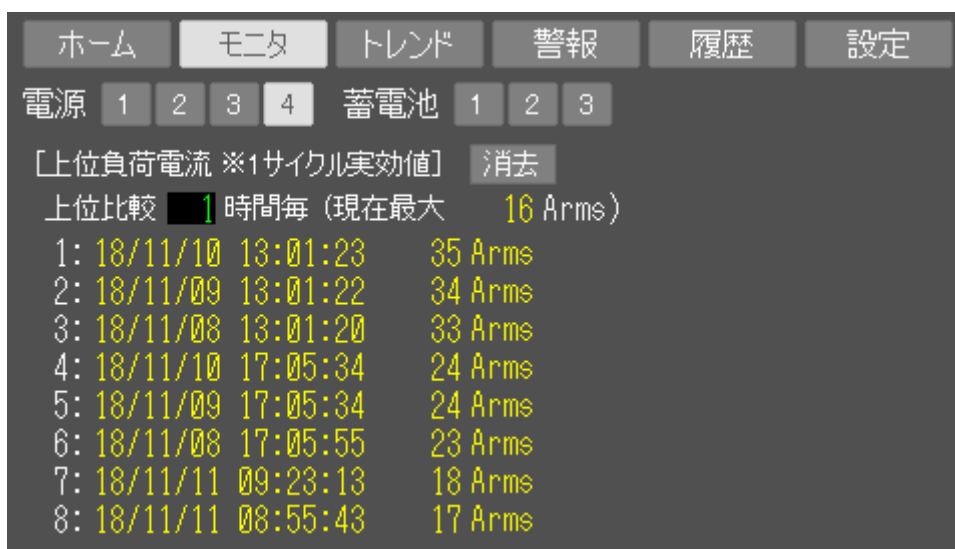 ホーム モニタ トレンド 警報 履歴 設定
電源 1 2 3 4 蓄電池 1 2 3
[上位負荷電流 ※1サイクル実効値] 消去
上位比較 1 時間毎 (現在最大 16 Arms)
1: 18/11/10 13:01:23 35 Arms
2: 18/11/09 13:01:22 34 Arms
3: 18/11/08 13:01:20 33 Arms
4: 18/11/10 17:05:34 24 Arms
5: 18/11/09 17:05:34 24 Arms
6: 18/11/08 17:05:55 23 Arms
7: 18/11/11 09:23:13 18 Arms
8: 18/11/11 08:55:43 17 Arms